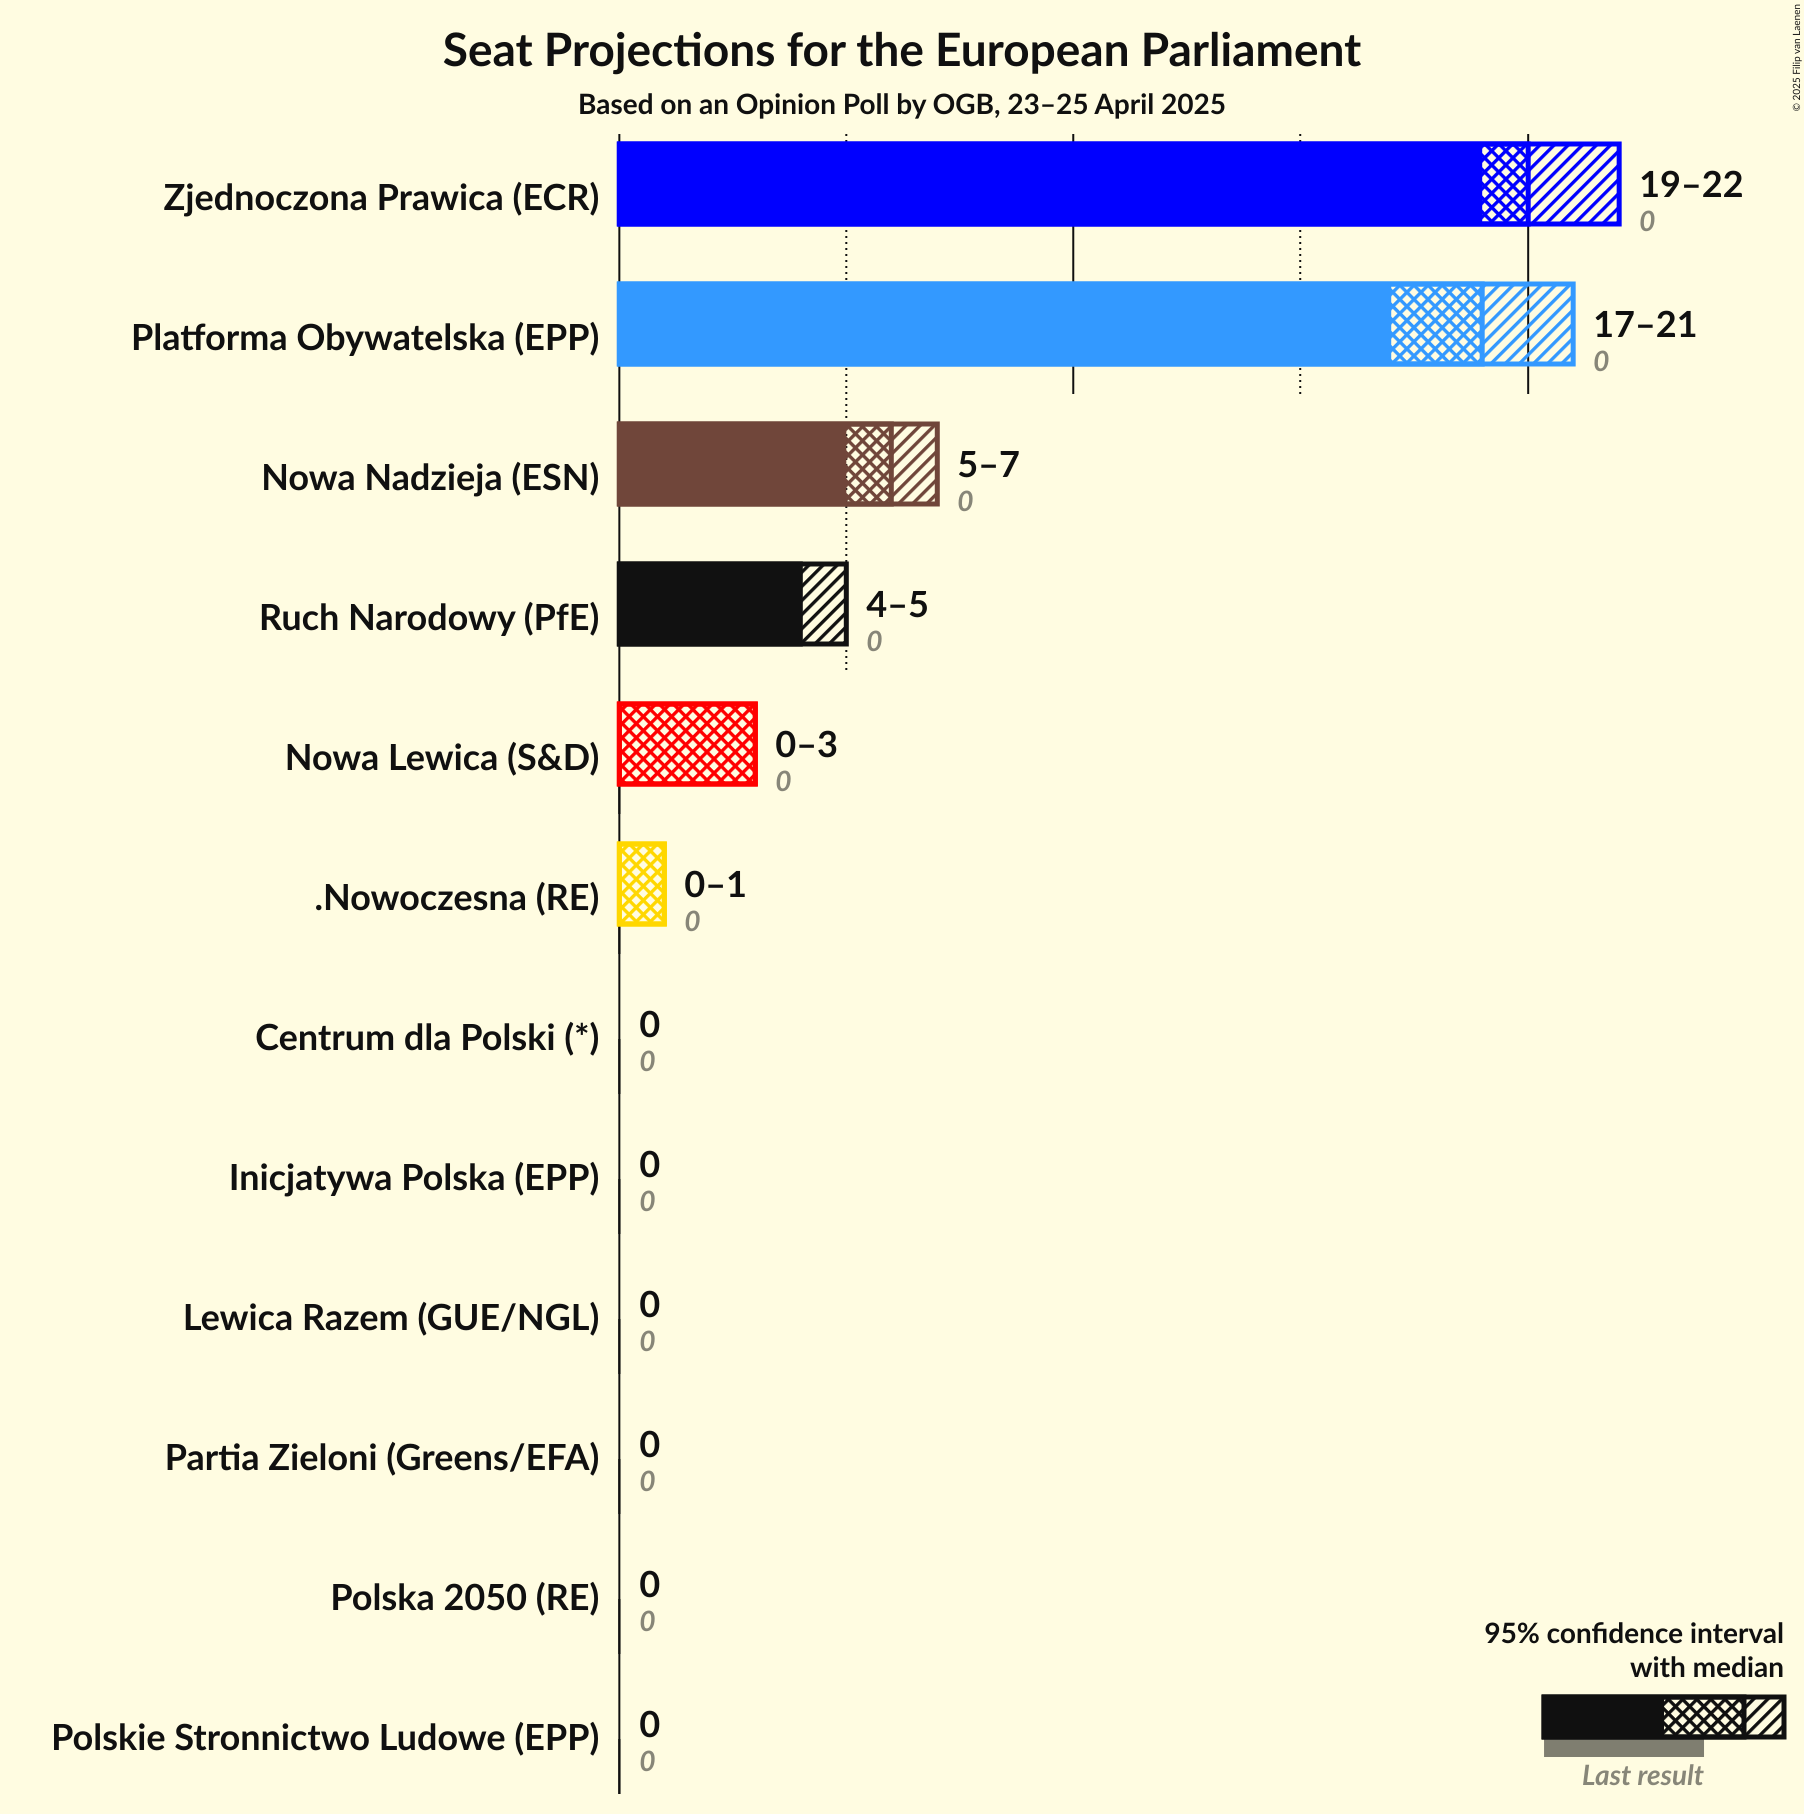 Seat Projections for the European Parliament
Based on an Opinion Poll by OGB, 23–25 April 2025
© 2025 Filip van Laenen
Zjednoczona Prawica (ECR)
19–22
0
Platforma Obywatelska (EPP)
17–21
0
Nowa Nadzieja (ESN)
5–7
0
Ruch Narodowy (PfE)
4–5
0
Nowa Lewica (S&D)
0–3
0
.Nowoczesna (RE)
0–1
0
Centrum dla Polski (*)
0
0
Inicjatywa Polska (EPP)
0
0
Lewica Razem (GUE/NGL)
0
0
Partia Zieloni (Greens/EFA)
0
0
Polska 2050 (RE)
0
0
Polskie Stronnictwo Ludowe (EPP)
0
0
95% confidence interval
with median
Last result